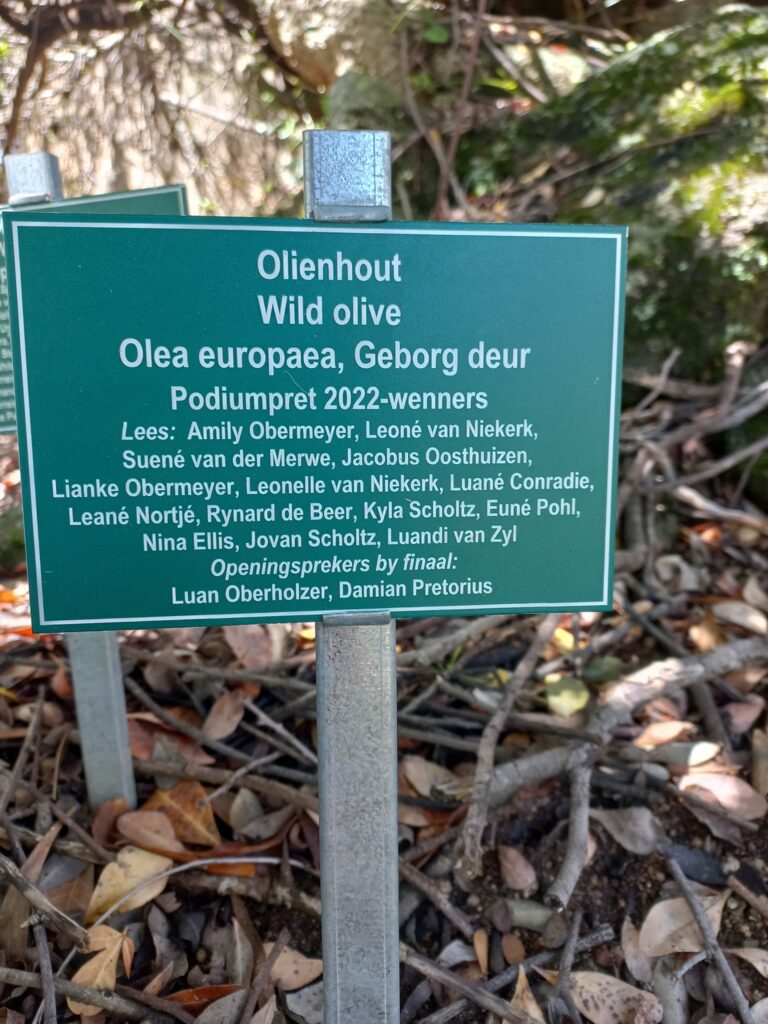 Olienhout
Wild olive
Olea europaea, Geborg deur
Podiumpret 2022-wenners
Lees: Amily Obermeyer, Leoné van Niekerk,
Suené van der Merwe, Jacobus Oosthuizen,
Lianke Obermeyer, Leonelle van Niekerk, Luané Conradie,
Leané Nortjé, Rynard de Beer, Kyla Scholtz, Euné Pohl,
Nina Ellis, Jovan Scholtz, Luandi van Zyl
Openingsprekers by finaal:
Luan Oberholzer, Damian Pretorius